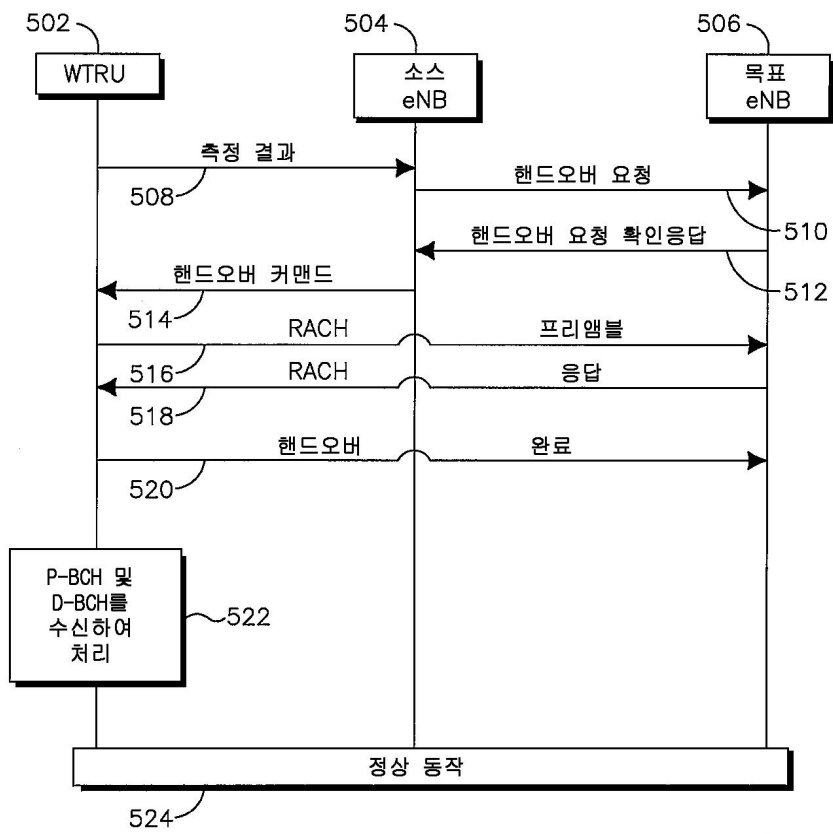 502
504
506
WTRU
소스
eNB
목표
eNB
측정 결과
508
핸드오버 요청
510
핸드오버 요청 확인응답
512
핸드오버 커맨드
514
RACH 프리앰블
516
RACH 응답
518
핸드오버 완료
520
P-BCH 및
D-BCH를
수신하여
처리
522
정상 동작
524